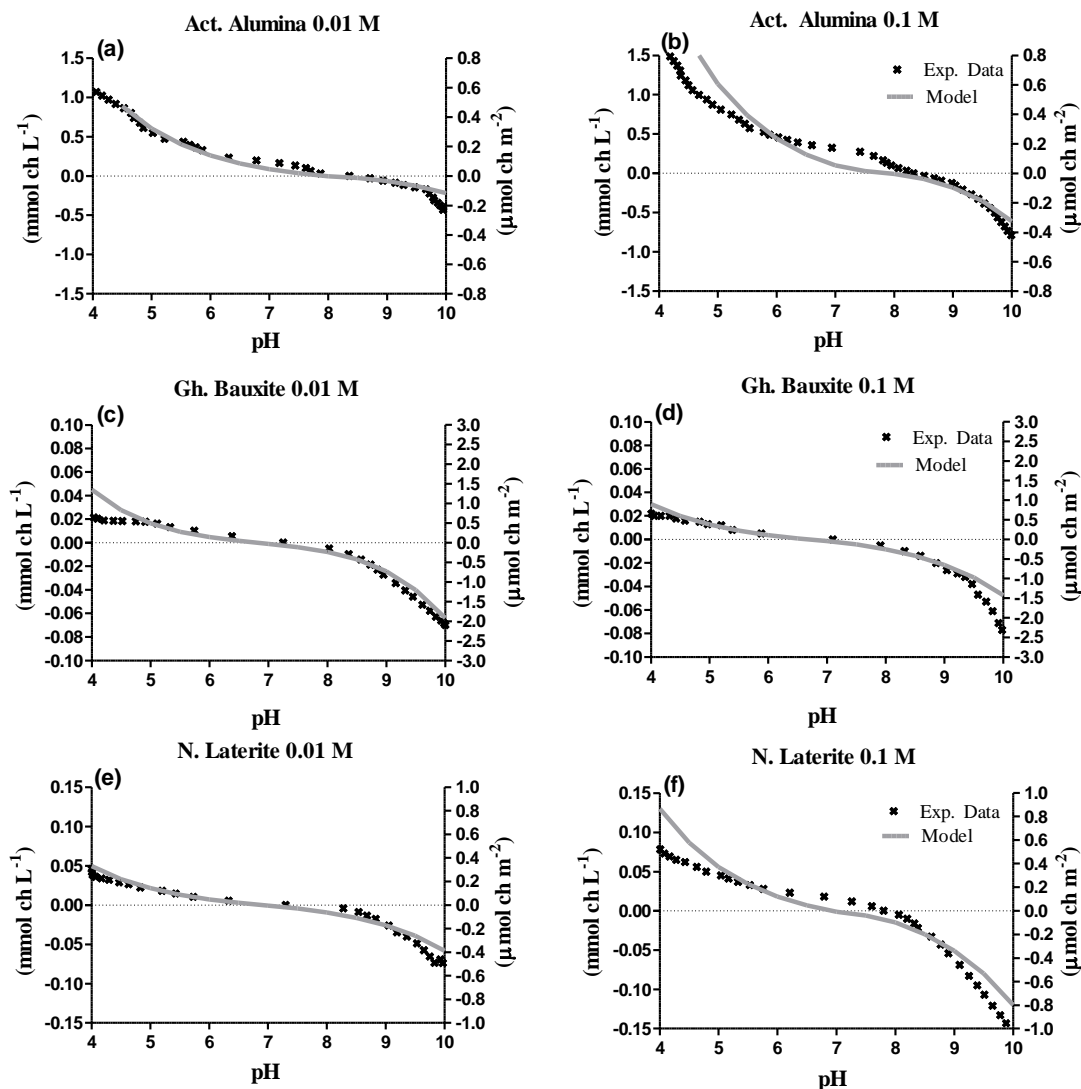 Act. Alumina 0.01 M
(a)
1.5
1.0
0.5
0.0
-0.5
-1.0
-1.5
(mmol ch L-1)
0.8
0.6
0.4
0.2
0.0
-0.2
-0.4
-0.6
-0.8
(μmol ch m-2)
4 5 6 7 8 9 10
pH
Act. Alumina 0.1 M
(b)
Exp. Data
Model
1.5
1.0
0.5
0.0
-0.5
-1.0
-1.5
(mmol ch L-1)
0.8
0.6
0.4
0.2
0.0
-0.2
-0.4
-0.6
-0.8
(μmol ch m-2)
4 5 6 7 8 9 10
pH
Gh. Bauxite 0.01 M
(c)
0.10
0.08
0.06
0.04
0.02
0.00
-0.02
-0.04
-0.06
-0.08
-0.10
(mmol ch L-1)
3.0
2.5
2.0
1.5
1.0
0.5
0.0
-0.5
-1.0
-1.5
-2.0
-2.5
-3.0
(μmol ch m-2)
4 5 6 7 8 9 10
pH
Gh. Bauxite 0.1 M
(d)
Exp. Data
Model
0.10
0.08
0.06
0.04
0.02
0.00
-0.02
-0.04
-0.06
-0.08
-0.10
(mmol ch L-1)
3.0
2.5
2.0
1.5
1.0
0.5
0.0
-0.5
-1.0
-1.5
-2.0
-2.5
-3.0
(μmol ch m-2)
4 5 6 7 8 9 10
pH
N. Laterite 0.01 M
(e)
0.15
0.10
0.05
0.00
-0.05
-0.10
-0.15
(mmol ch L-1)
1.0
0.8
0.6
0.4
0.2
0.0
-0.2
-0.4
-0.6
-0.8
-1.0
(μmol ch m-2)
4 5 6 7 8 9 10
pH
N. Laterite 0.1 M
(f)
Exp. Data
Model
0.15
0.10
0.05
0.00
-0.05
-0.10
-0.15
(mmol ch L-1)
1.0
0.8
0.6
0.4
0.2
0.0
-0.2
-0.4
-0.6
-0.8
-1.0
(μmol ch m-2)
4 5 6 7 8 9 10
pH